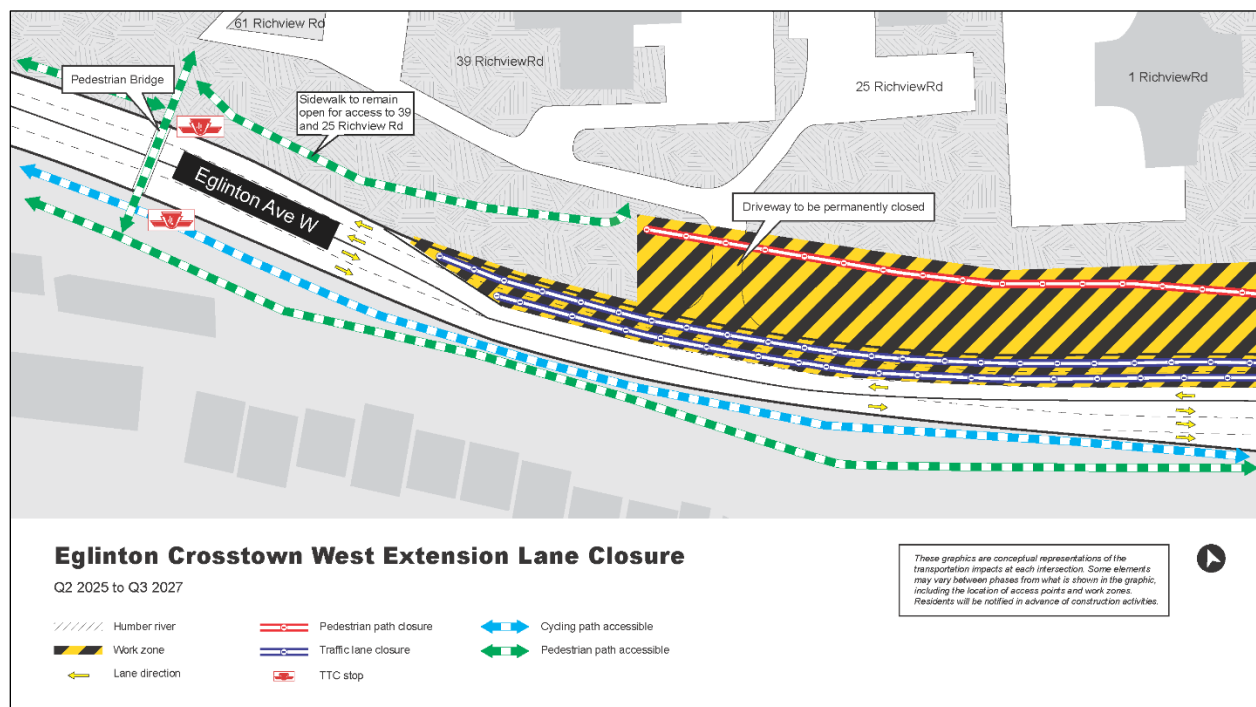 61 Richview Rd
39 RichviewRd
25 RichviewRd
1 RichviewRd
Pedestrian Bridge
Sidewalk to remain
open for access to 39
and 25 Richview Rd
Eglinton Ave W
Driveway to be permanently closed
Eglinton Crosstown West Extension Lane Closure
Q2 2025 to Q3 2027
These graphics are conceptual representations of the
transportation impacts at each intersection. Some elements
may vary between phases from what is shown in the graphic,
including the location of access points and work zones.
Residents will be notified in advance of construction activities.
Humber river
Pedestrian path closure
Cycling path accessible
Work zone
Traffic lane closure
Pedestrian path accessible
Lane direction
TTC stop